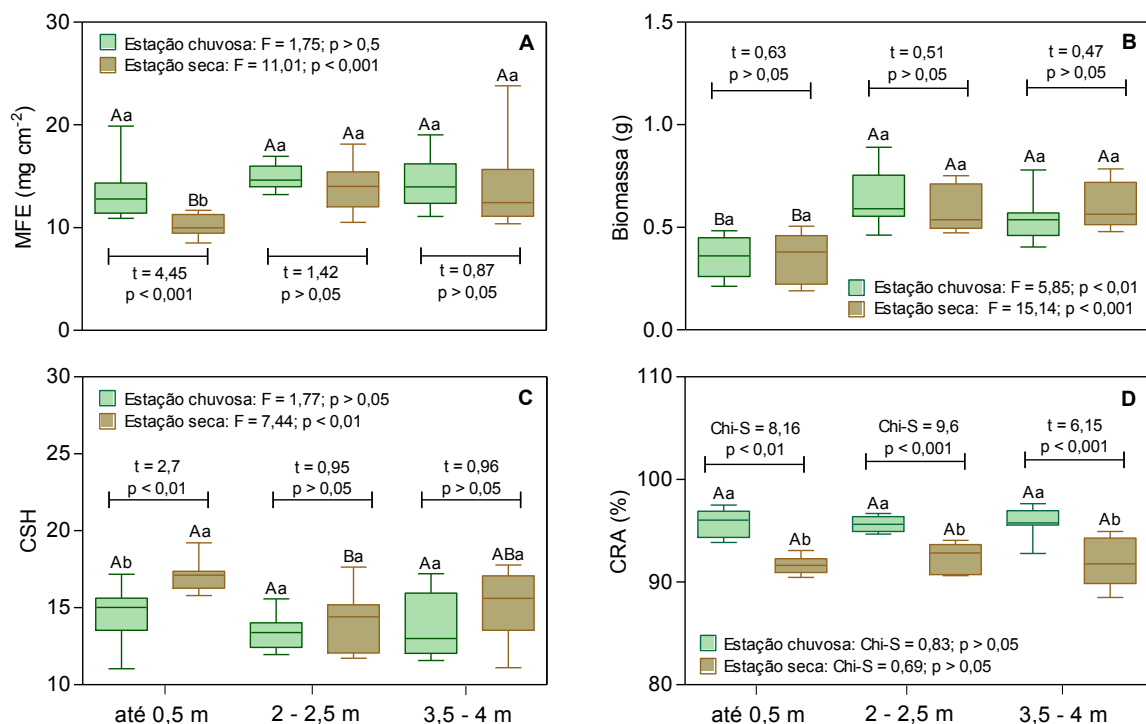 30
20
10
0
MFE (mg cm⁻²)
Estação chuvosa: F = 1,75; p > 0,5
Estação seca: F = 11,01; p < 0,001
A
Aa
Bb
Aa
Aa
Aa
Aa
t = 4,45
p < 0,001
t = 1,42
p > 0,05
t = 0,87
p > 0,05
1.5
1.0
0.5
0.0
Biomassa (g)
B
t = 0,63
p > 0,05
t = 0,51
p > 0,05
t = 0,47
p > 0,05
Ba
Ba
Aa
Aa
Aa
Aa
Estação chuvosa: F = 5,85; p < 0,01
Estação seca: F = 15,14; p < 0,001
30
25
20
15
10
CSH
Estação chuvosa: F = 1,77; p > 0,05
Estação seca: F = 7,44; p < 0,01
C
t = 2,7
p < 0,01
t = 0,95
p > 0,05
t = 0,96
p > 0,05
Ab
Aa
Aa
Ba
Aa
ABa
até 0,5 m
2 - 2,5 m
3,5 - 4 m
110
100
90
80
CRA (%)
D
Chi-S = 8,16
p < 0,01
Chi-S = 9,6
p < 0,001
t = 6,15
p < 0,001
Aa
Ab
Aa
Ab
Aa
Ab
Estação chuvosa: Chi-S = 0,83; p > 0,05
Estação seca: Chi-S = 0,69; p > 0,05
até 0,5 m
2 - 2,5 m
3,5 - 4 m